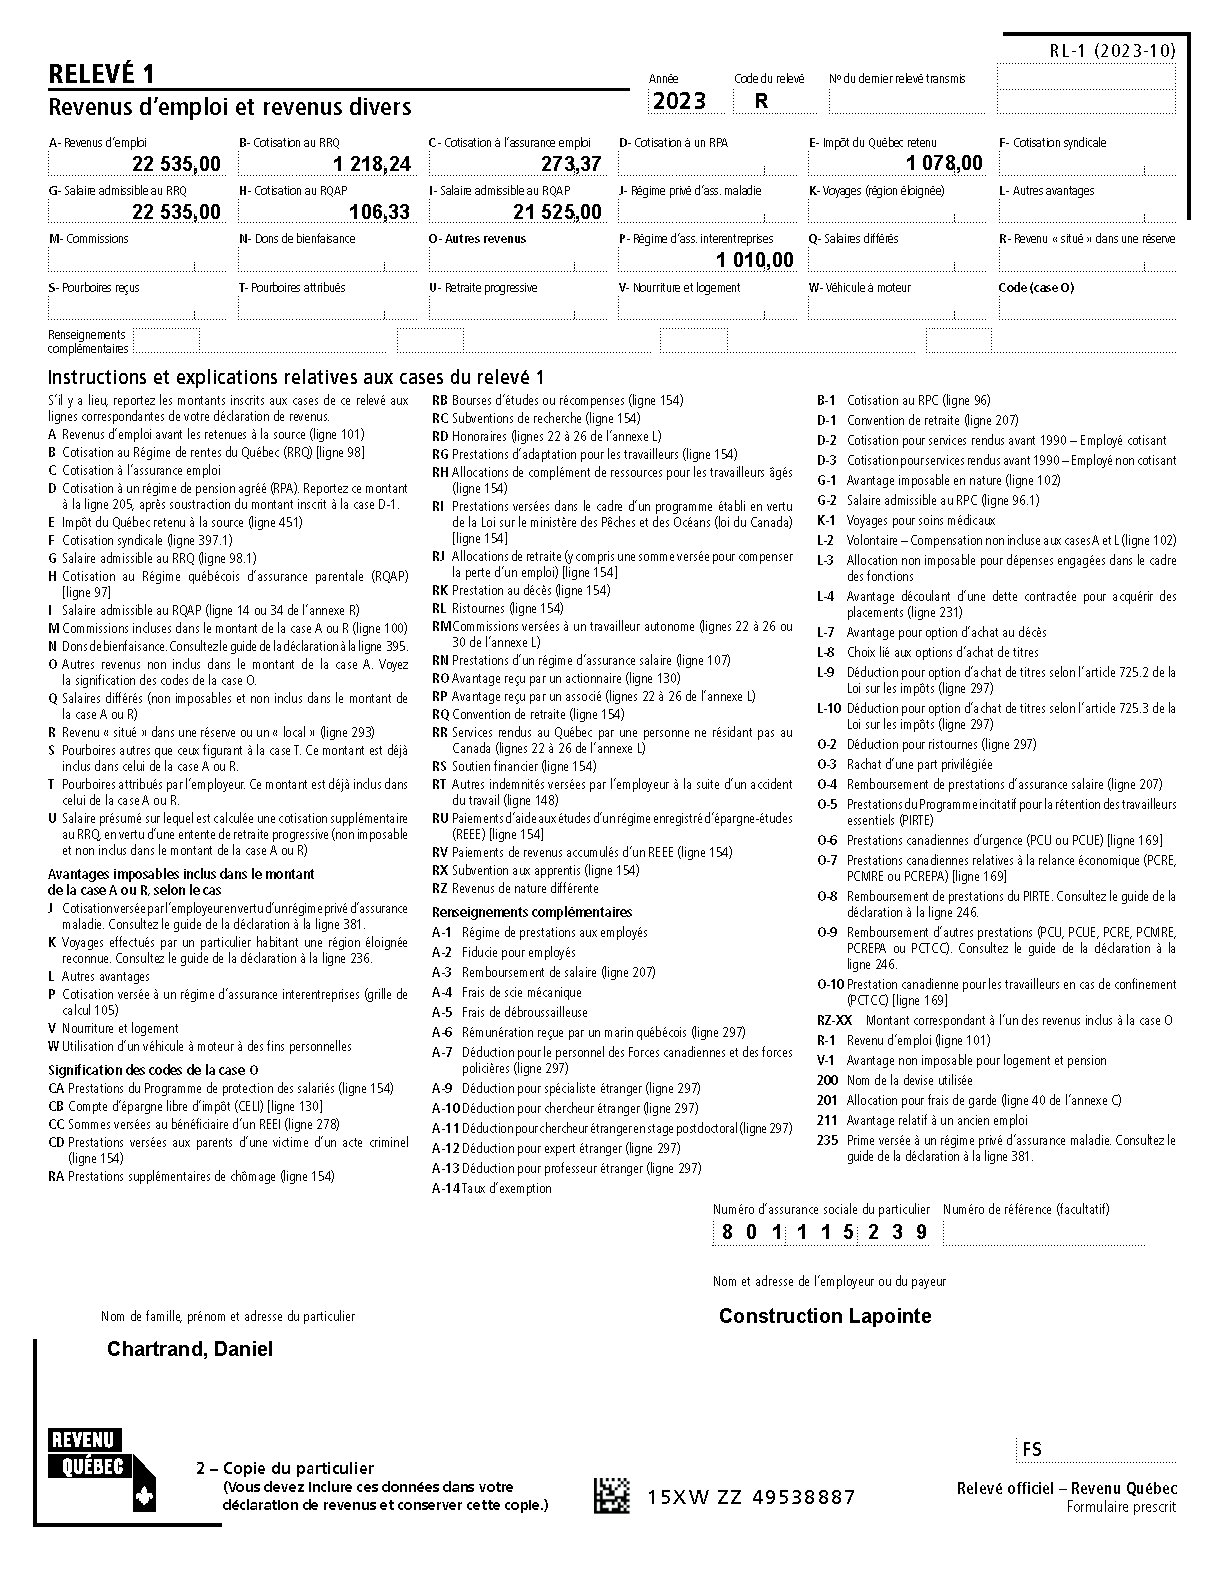 RL-1 (2023-10)
RELEVÉ 1
Revenus d'emploi et revenus divers
Année
Code du relevé
Nº du dernier relevé transmis
2023
R
A- Revenus d'emploi
B- Cotisation au RRQ
C - Cotisation à l'assurance emploi
D- Cotisation à un RPA
E- Impôt du Québec retenu
F- Cotisation syndicale
22 535,00
1 218,24
273,37
1 078,00
G- Salaire admissible au RRQ
H- Cotisation au RQAP
I- Salaire admissible au RQAP
J- Régime privé d'ass. maladie
K- Voyages (région éloignée)
L- Autres avantages
22 535,00
106,33
21 525,00
M- Commissions
N- Dons de bienfaisance
O- Autres revenus
P- Régime d'ass. interentreprises
Q- Salaires différés
R- Revenu « situé » dans une réserve
1 010,00
S- Pourboires reçus
T- Pourboires attribués
U- Retraite progressive
V- Nourriture et logement
W- Véhicule à moteur
Code (case O)
Renseignements
complémentaires
Instructions et explications relatives aux cases du relevé 1
S'il y a lieu, reportez les montants inscrits aux cases de ce relevé aux
lignes correspondantes de votre déclaration de revenus.
A Revenus d'emploi avant les retenues à la source (ligne 101)
B Cotisation au Régime de rentes du Québec (RRQ) [ligne 98]
C Cotisation à l'assurance emploi
D Cotisation à un régime de pension agréé (RPA). Reportez ce montant
à la ligne 205, après soustraction du montant inscrit à la case D-1.
E Impôt du Québec retenu à la source (ligne 451)
F Cotisation syndicale (ligne 397.1)
G Salaire admissible au RRQ (ligne 98.1)
H Cotisation au Régime québécois d'assurance parentale (RQAP)
[ligne 97]
I Salaire admissible au RQAP (ligne 14 ou 34 de l'annexe R)
M Commissions incluses dans le montant de la case A ou R (ligne 100)
N Dons de bienfaisance. Consultez le guide de la déclaration à la ligne 395.
O Autres revenus non inclus dans le montant de la case A. Voyez
la signification des codes de la case O.
Q Salaires différés (non imposables et non inclus dans le montant de
la case A ou R)
R Revenu « situé » dans une réserve ou un « local » (ligne 293)
S Pourboires autres que ceux figurant à la case T. Ce montant est déjà
inclus dans celui de la case A ou R.
T Pourboires attribués par l'employeur. Ce montant est déjà inclus dans
celui de la case A ou R.
U Salaire présumé sur lequel est calculée une cotisation supplémentaire
au RRQ, en vertu d'une entente de retraite progressive (non imposable
et non inclus dans le montant de la case A ou R)
Avantages imposables inclus dans le montant
de la case A ou R, selon le cas
J Cotisation versée par l'employeur en vertu d'un régime privé d'assurance
maladie. Consultez le guide de la déclaration à la ligne 381.
K Voyages effectués par un particulier habitant une région éloignée
reconnue. Consultez le guide de la déclaration à la ligne 236.
L Autres avantages
P Cotisation versée à un régime d'assurance interentreprises (grille de
calcul 105)
V Nourriture et logement
W Utilisation d'un véhicule à moteur à des fins personnelles
Signification des codes de la case O
CA Prestations du Programme de protection des salariés (ligne 154)
CB Compte d'épargne libre d'impôt (CELI) [ligne 130]
CC Sommes versées au bénéficiaire d'un REEI (ligne 278)
CD Prestations versées aux parents d'une victime d'un acte criminel
(ligne 154)
RA Prestations supplémentaires de chômage (ligne 154)
RB Bourses d'études ou récompenses (ligne 154)
RC Subventions de recherche (ligne 154)
RD Honoraires (lignes 22 à 26 de l'annexe L)
RG Prestations d'adaptation pour les travailleurs (ligne 154)
RH Allocations de complément de ressources pour les travailleurs âgés
(ligne 154)
RI Prestations versées dans le cadre d'un programme établi en vertu
de la Loi sur le ministère des Pêches et des Océans (loi du Canada)
[ligne 154]
RJ Allocations de retraite (y compris une somme versée pour compenser
la perte d'un emploi) [ligne 154]
RK Prestation au décès (ligne 154)
RL Ristournes (ligne 154)
RM Commissions versées à un travailleur autonome (lignes 22 à 26 ou
30 de l'annexe L)
RN Prestations d'un régime d'assurance salaire (ligne 107)
RO Avantage reçu par un actionnaire (ligne 130)
RP Avantage reçu par un associé (lignes 22 à 26 de l'annexe L)
RQ Convention de retraite (ligne 154)
RR Services rendus au Québec par une personne ne résidant pas au
Canada (lignes 22 à 26 de l'annexe L)
RS Soutien financier (ligne 154)
RT Autres indemnités versées par l'employeur à la suite d'un accident
du travail (ligne 148)
RU Paiements d'aide aux études d'un régime enregistré d'épargne-études
(REEE) [ligne 154]
RV Paiements de revenus accumulés d'un REEE (ligne 154)
RX Subvention aux apprentis (ligne 154)
RZ Revenus de nature différente
Renseignements complémentaires
A-1 Régime de prestations aux employés
A-2 Fiducie pour employés
A-3 Remboursement de salaire (ligne 207)
A-4 Frais de scie mécanique
A-5 Frais de débroussailleuse
A-6 Rémunération reçue par un marin québécois (ligne 297)
A-7 Déduction pour le personnel des Forces canadiennes et des forces
policières (ligne 297)
A-9 Déduction pour spécialiste étranger (ligne 297)
A-10 Déduction pour chercheur étranger (ligne 297)
A-11 Déduction pour chercheur étranger en stage postdoctoral (ligne 297)
A-12 Déduction pour expert étranger (ligne 297)
A-13 Déduction pour professeur étranger (ligne 297)
A-14 Taux d'exemption
B-1 Cotisation au RPC (ligne 96)
D-1 Convention de retraite (ligne 207)
D-2 Cotisation pour services rendus avant 1990 – Employé cotisant
D-3 Cotisation pour services rendus avant 1990 – Employé non cotisant
G-1 Avantage imposable en nature (ligne 102)
G-2 Salaire admissible au RPC (ligne 96.1)
K-1 Voyages pour soins médicaux
L-2 Volontaire – Compensation non incluse aux cases A et L (ligne 102)
L-3 Allocation non imposable pour dépenses engagées dans le cadre
des fonctions
L-4 Avantage découlant d'une dette contractée pour acquérir des
placements (ligne 231)
L-7 Avantage pour option d'achat au décès
L-8 Choix lié aux options d'achat de titres
L-9 Déduction pour option d'achat de titres selon l'article 725.2 de la
Loi sur les impôts (ligne 297)
L-10 Déduction pour option d'achat de titres selon l'article 725.3 de la
Loi sur les impôts (ligne 297)
O-2 Déduction pour ristournes (ligne 297)
O-3 Rachat d'une part privilégiée
O-4 Remboursement de prestations d'assurance salaire (ligne 207)
O-5 Prestations du Programme incitatif pour la rétention des travailleurs
essentiels (PIRTE)
O-6 Prestations canadiennes d'urgence (PCU ou PCUE) [ligne 169]
O-7 Prestations canadiennes relatives à la relance économique (PCRE,
PCMRE ou PCREPA) [ligne 169]
O-8 Remboursement de prestations du PIRTE. Consultez le guide de la
déclaration à la ligne 246.
O-9 Remboursement d'autres prestations (PCU, PCUE, PCRE, PCMRE,
PCREPA ou PCTCC). Consultez le guide de la déclaration à la
ligne 246.
O-10 Prestation canadienne pour les travailleurs en cas de confinement
(PCTCC) [ligne 169]
RZ-XX Montant correspondant à l'un des revenus inclus à la case O
R-1 Revenu d'emploi (ligne 101)
V-1 Avantage non imposable pour logement et pension
200 Nom de la devise utilisée
201 Allocation pour frais de garde (ligne 40 de l'annexe C)
211 Avantage relatif à un ancien emploi
235 Prime versée à un régime privé d'assurance maladie. Consultez le
guide de la déclaration à la ligne 381.
Numéro d'assurance sociale du particulier
Numéro de référence (facultatif)
8 0 1 1 1 5 2 3 9
Nom et adresse de l'employeur ou du payeur
Construction Lapointe
Nom de famille, prénom et adresse du particulier
Chartrand, Daniel
REVENU
QUÉBEC
2 – Copie du particulier
(Vous devez inclure ces données dans votre
déclaration de revenus et conserver cette copie.)
15XW ZZ 49538887
FS
Relevé officiel – Revenu Québec
Formulaire prescrit